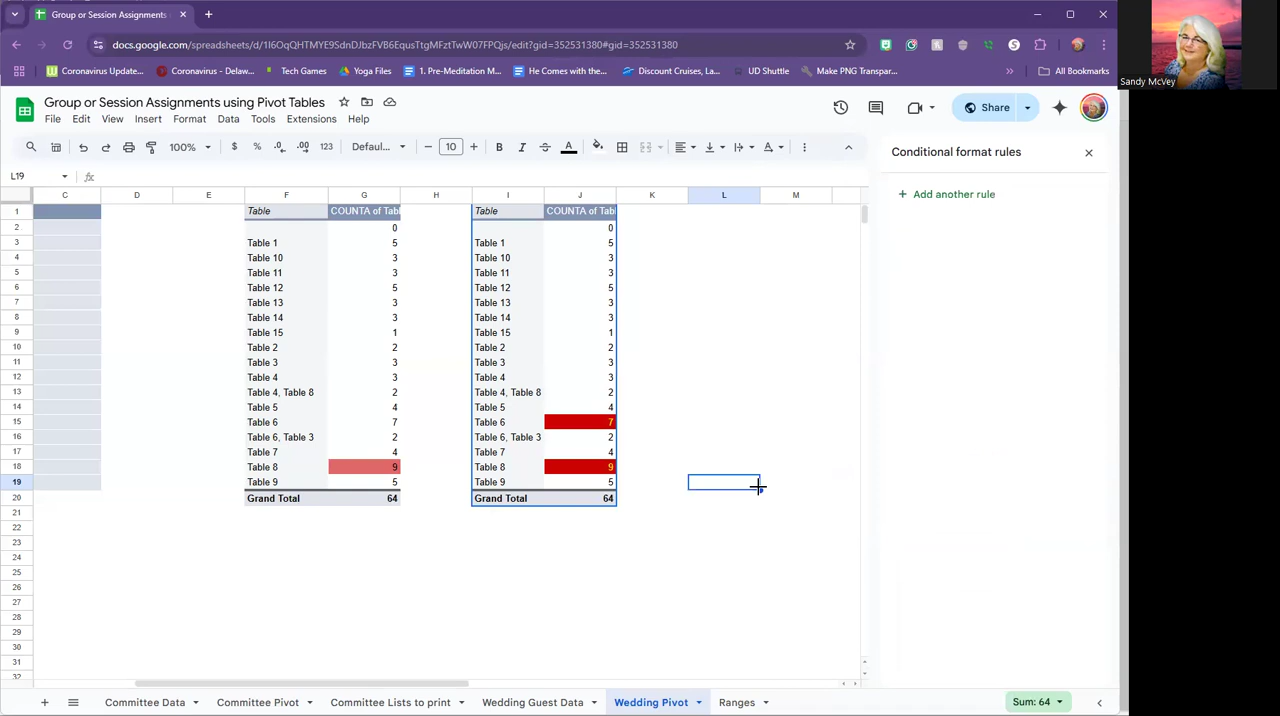 Group or Session Assignments
docs.google.com/spreadsheets/d/1l6OqQHTMYE9SdnDJbzFVB6EqusTtgMFztTwW07FPQjs/edit?gid=352531380#gid=352531380
Coronavirus Update...
Coronavirus - Delaw...
Tech Games
Yoga Files
1. Pre-Meditation M...
He Comes with the...
Discount Cruises, La...
UD Shuttle
Make PNG Transpar...
All Bookmarks
Sandy McVey
Group or Session Assignments using Pivot Tables
Share
File Edit View Insert Format Data Tools Extensions Help
100% $ % .0 .00 123 Defaul... 10 B I A
L19 fx
Conditional format rules
Add another rule
C D E F G H I J K L M
1 Table COUNTA of Tabl Table COUNTA of Tabl
2 0 0
3 Table 1 5 Table 1 5
4 Table 10 3 Table 10 3
5 Table 11 3 Table 11 3
6 Table 12 5 Table 12 5
7 Table 13 3 Table 13 3
8 Table 14 3 Table 14 3
9 Table 15 1 Table 15 1
10 Table 2 2 Table 2 2
11 Table 3 3 Table 3 3
12 Table 4 3 Table 4 3
13 Table 4, Table 8 2 Table 4, Table 8 2
14 Table 5 4 Table 5 4
15 Table 6 7 Table 6 7
16 Table 6, Table 3 2 Table 6, Table 3 2
17 Table 7 4 Table 7 4
18 Table 8 9 Table 8 9
19 Table 9 5 Table 9 5
20 Grand Total 64 Grand Total 64
21
22
23
24
25
26
27
28
29
30
31
32
Committee Data Committee Pivot Committee Lists to print Wedding Guest Data Wedding Pivot Ranges Sum: 64